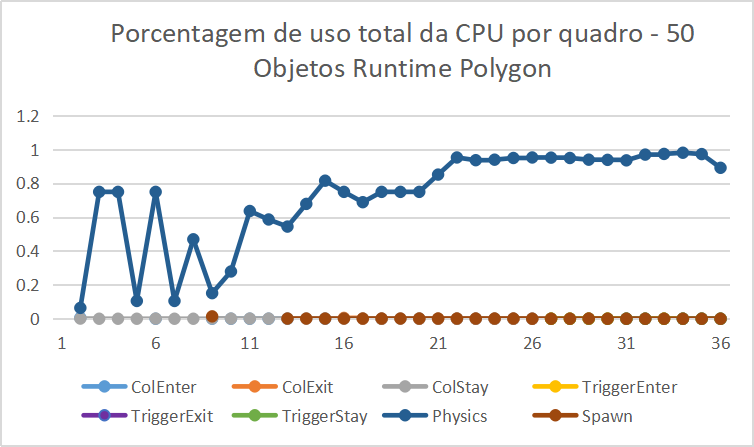 Porcentagem de uso total da CPU por quadro - 50
Objetos Runtime Polygon
1.2
1
0.8
0.6
0.4
0.2
0
1 6 11 16 21 26 31 36
ColEnter ColExit ColStay TriggerEnter
TriggerExit TriggerStay Physics Spawn